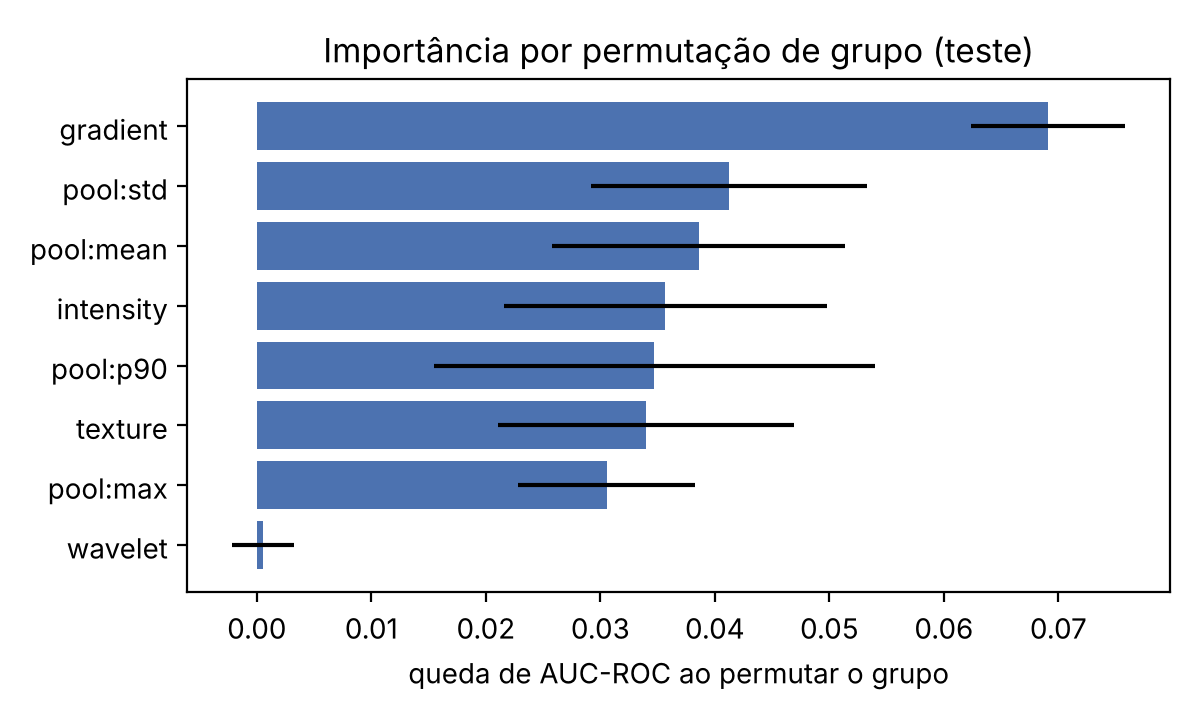 Importância por permutação de grupo (teste)
gradient
pool:std
pool:mean
intensity
pool:p90
texture
pool:max
wavelet
0.00 0.01 0.02 0.03 0.04 0.05 0.06 0.07
queda de AUC-ROC ao permutar o grupo